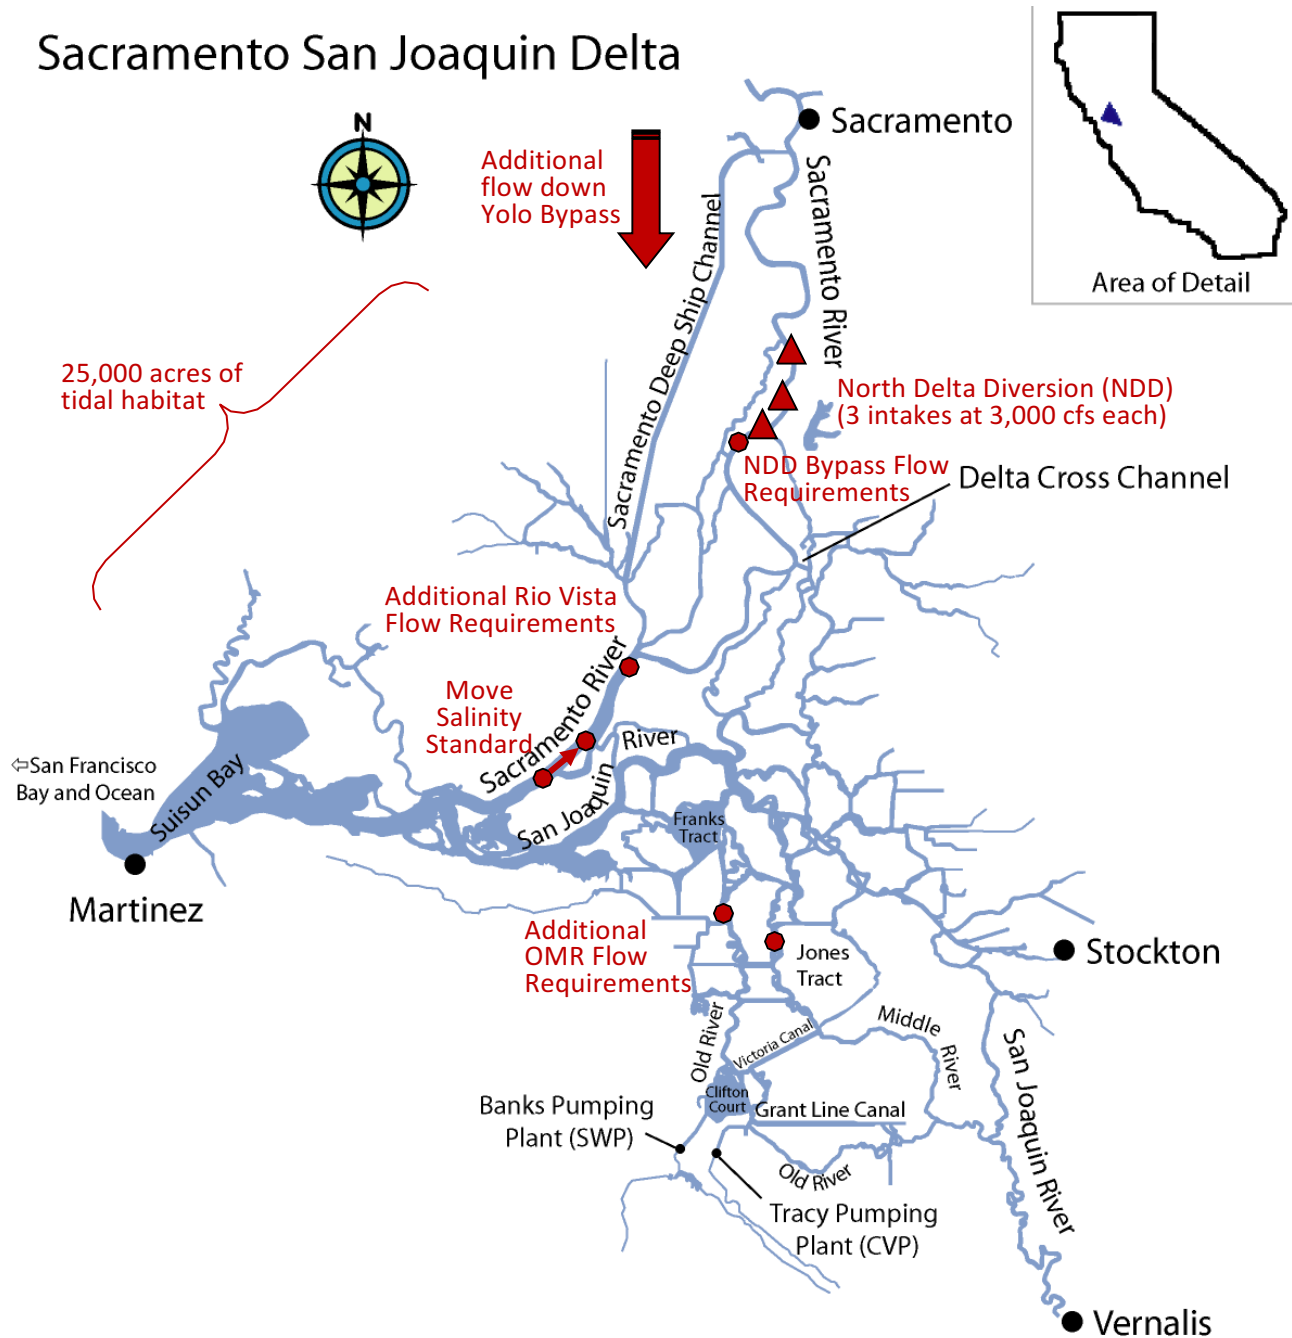 Sacramento San Joaquin Delta
N
Sacramento
Additional
flow down
Yolo Bypass
Sacramento River
Sacramento Deep Ship Channel
Area of Detail
25,000 acres of
tidal habitat
North Delta Diversion (NDD)
(3 intakes at 3,000 cfs each)
NDD Bypass Flow
Requirements
Delta Cross Channel
Additional Rio Vista
Flow Requirements
Sacramento River
Move
Salinity
Standard
San Joaquin
River
⇦San Francisco
Bay and Ocean
Suisun Bay
Franks
Tract
Martinez
Additional
OMR Flow
Requirements
Jones
Tract
Stockton
Old River
Victoria Canal
Middle
River
San Joaquin River
Clifton
Court
Grant Line Canal
Banks Pumping
Plant (SWP)
Old River
Tracy Pumping
Plant (CVP)
Vernalis